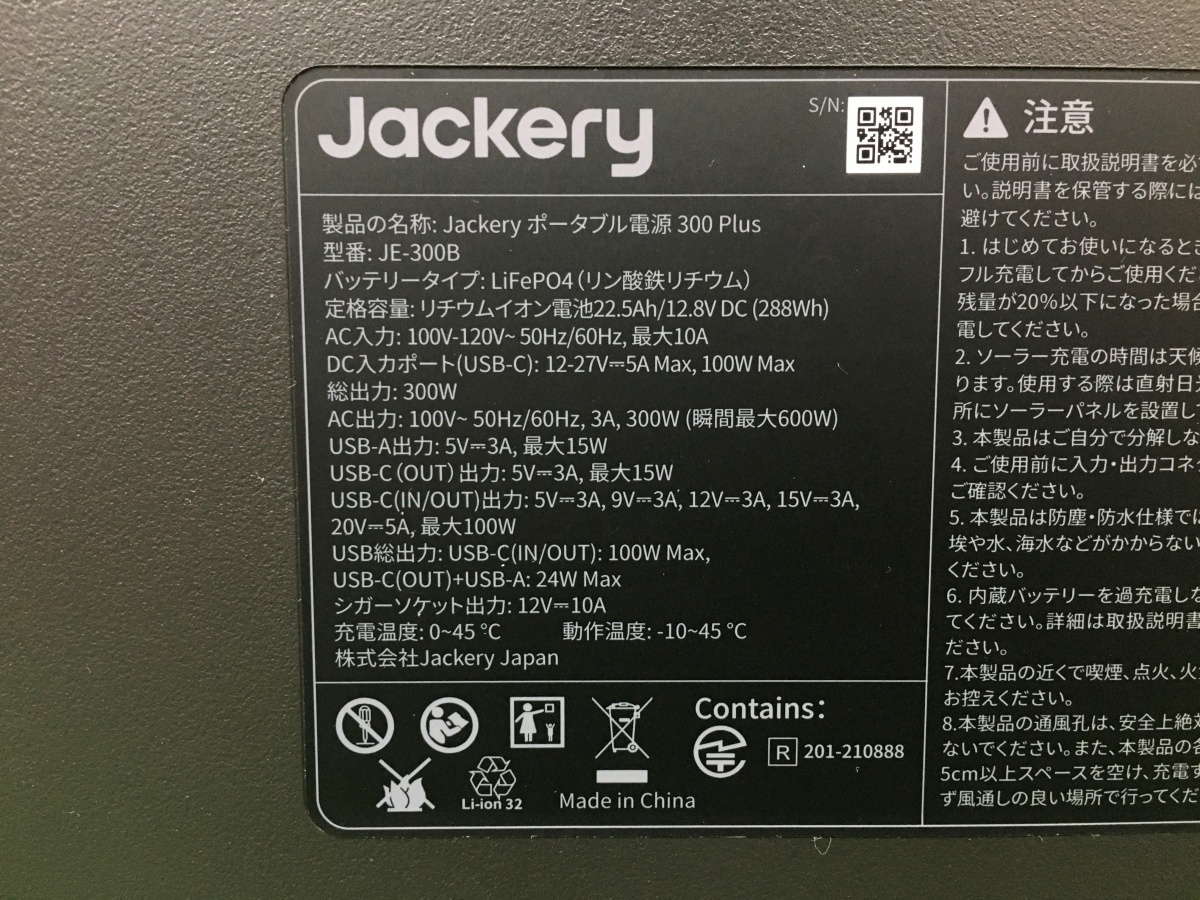 Jackery
S/N:
製品の名称: Jackery ポータブル電源 300 Plus
型番: JE-300B
バッテリータイプ: LiFePO4（リン酸鉄リチウム）
定格容量: リチウムイオン電池22.5Ah/12.8V DC (288Wh)
AC入力: 100V-120V~ 50Hz/60Hz, 最大10A
DC入力ポート(USB-C): 12-27V⎓5A Max, 100W Max
総出力: 300W
AC出力: 100V~ 50Hz/60Hz, 3A, 300W (瞬間最大600W)
USB-A出力: 5V⎓3A, 最大15W
USB-C（OUT）出力: 5V⎓3A, 最大15W
USB-C(IN/OUT)出力: 5V⎓3A, 9V⎓3A, 12V⎓3A, 15V⎓3A,
20V⎓5A, 最大100W
USB総出力: USB-C(IN/OUT): 100W Max,
USB-C(OUT)+USB-A: 24W Max
シガーソケット出力: 12V⎓10A
充電温度: 0~45 ℃ 動作温度: -10~45 ℃
株式会社Jackery Japan
Contains:
R 201-210888
Li-ion 32
Made in China
注意
ご使用前に取扱説明書を必
い。説明書を保管する際には
避けてください。
1. はじめてお使いになるとき
フル充電してからご使用くだ
残量が20%以下になった場合
電してください。
2. ソーラー充電の時間は天候
ります。使用する際は直射日
所にソーラーパネルを設置し
3. 本製品はご自分で分解しな
4. ご使用前に入力・出力コネ
ご確認ください。
5. 本製品は防塵・防水仕様では
埃や水、海水などがかからない
ください。
6. 内蔵バッテリーを過充電しな
てください。詳細は取扱説明書
ださい。
7.本製品の近くで喫煙、点火、火
お控えください。
8.本製品の通風孔は、安全上絶対
ないでください。また、本製品の各
5cm以上スペースを空け、充電す
ず風通しの良い場所で行ってくだ